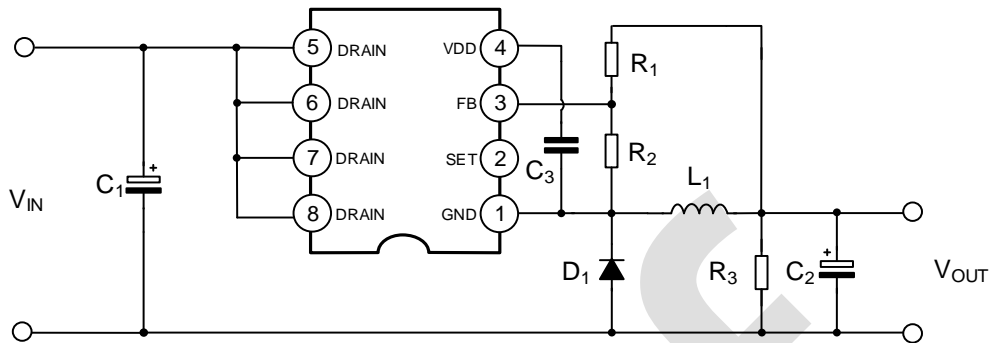 5 DRAIN VDD 4
6 DRAIN FB 3
R1
7 DRAIN SET 2
R2
C3
8 DRAIN GND 1
L1
C1
VIN
D1
R3
C2
VOUT
+
+